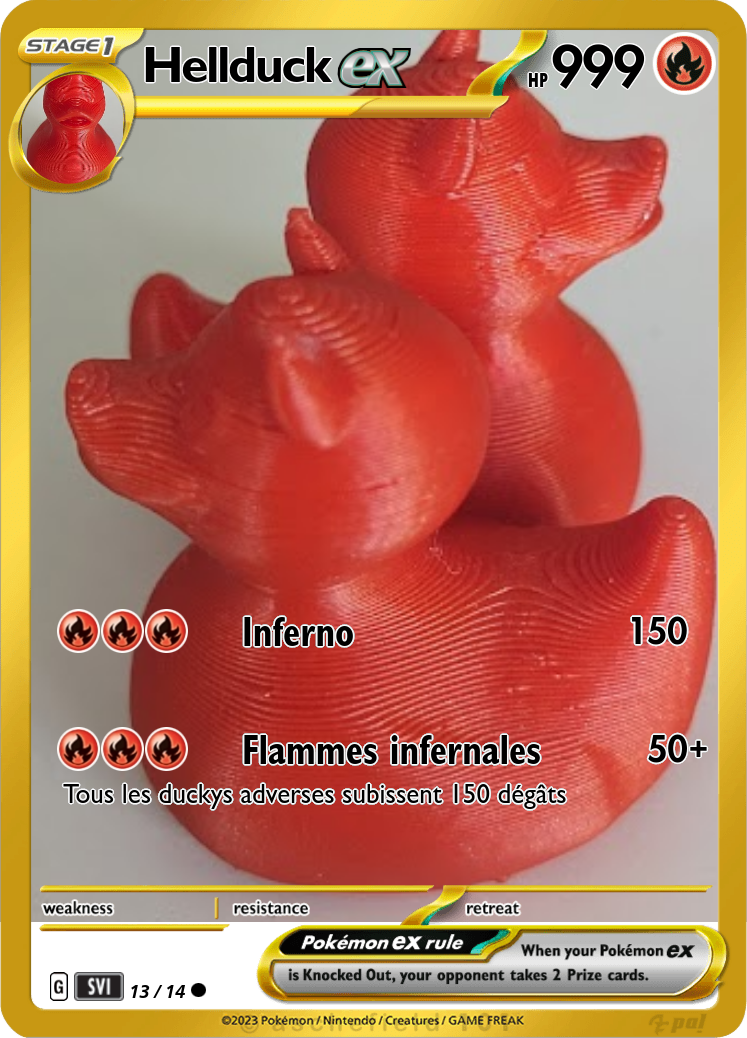 STAGE1
Hellduck ex
HP 999
Inferno 150
Flammes infernales 50+
Tous les duckys adverses subissent 150 dégâts
weakness resistance retreat
Pokémon ex rule
When your Pokémon ex
is Knocked Out, your opponent takes 2 Prize cards.
G SVI 13 / 14
©2023 Pokémon / Nintendo / Creatures / GAME FREAK